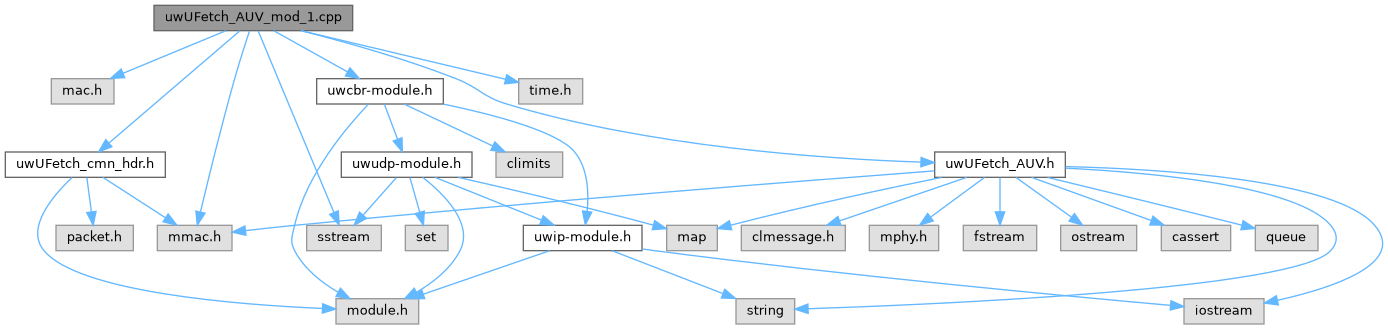 uwUFetch_AUV_mod_1.cpp
mac.h
uwcbr-module.h
time.h
uwUFetch_cmn_hdr.h
uwudp-module.h
climits
uwUFetch_AUV.h
packet.h
mmac.h
sstream
set
uwip-module.h
map
clmessage.h
mphy.h
fstream
ostream
cassert
queue
module.h
string
iostream